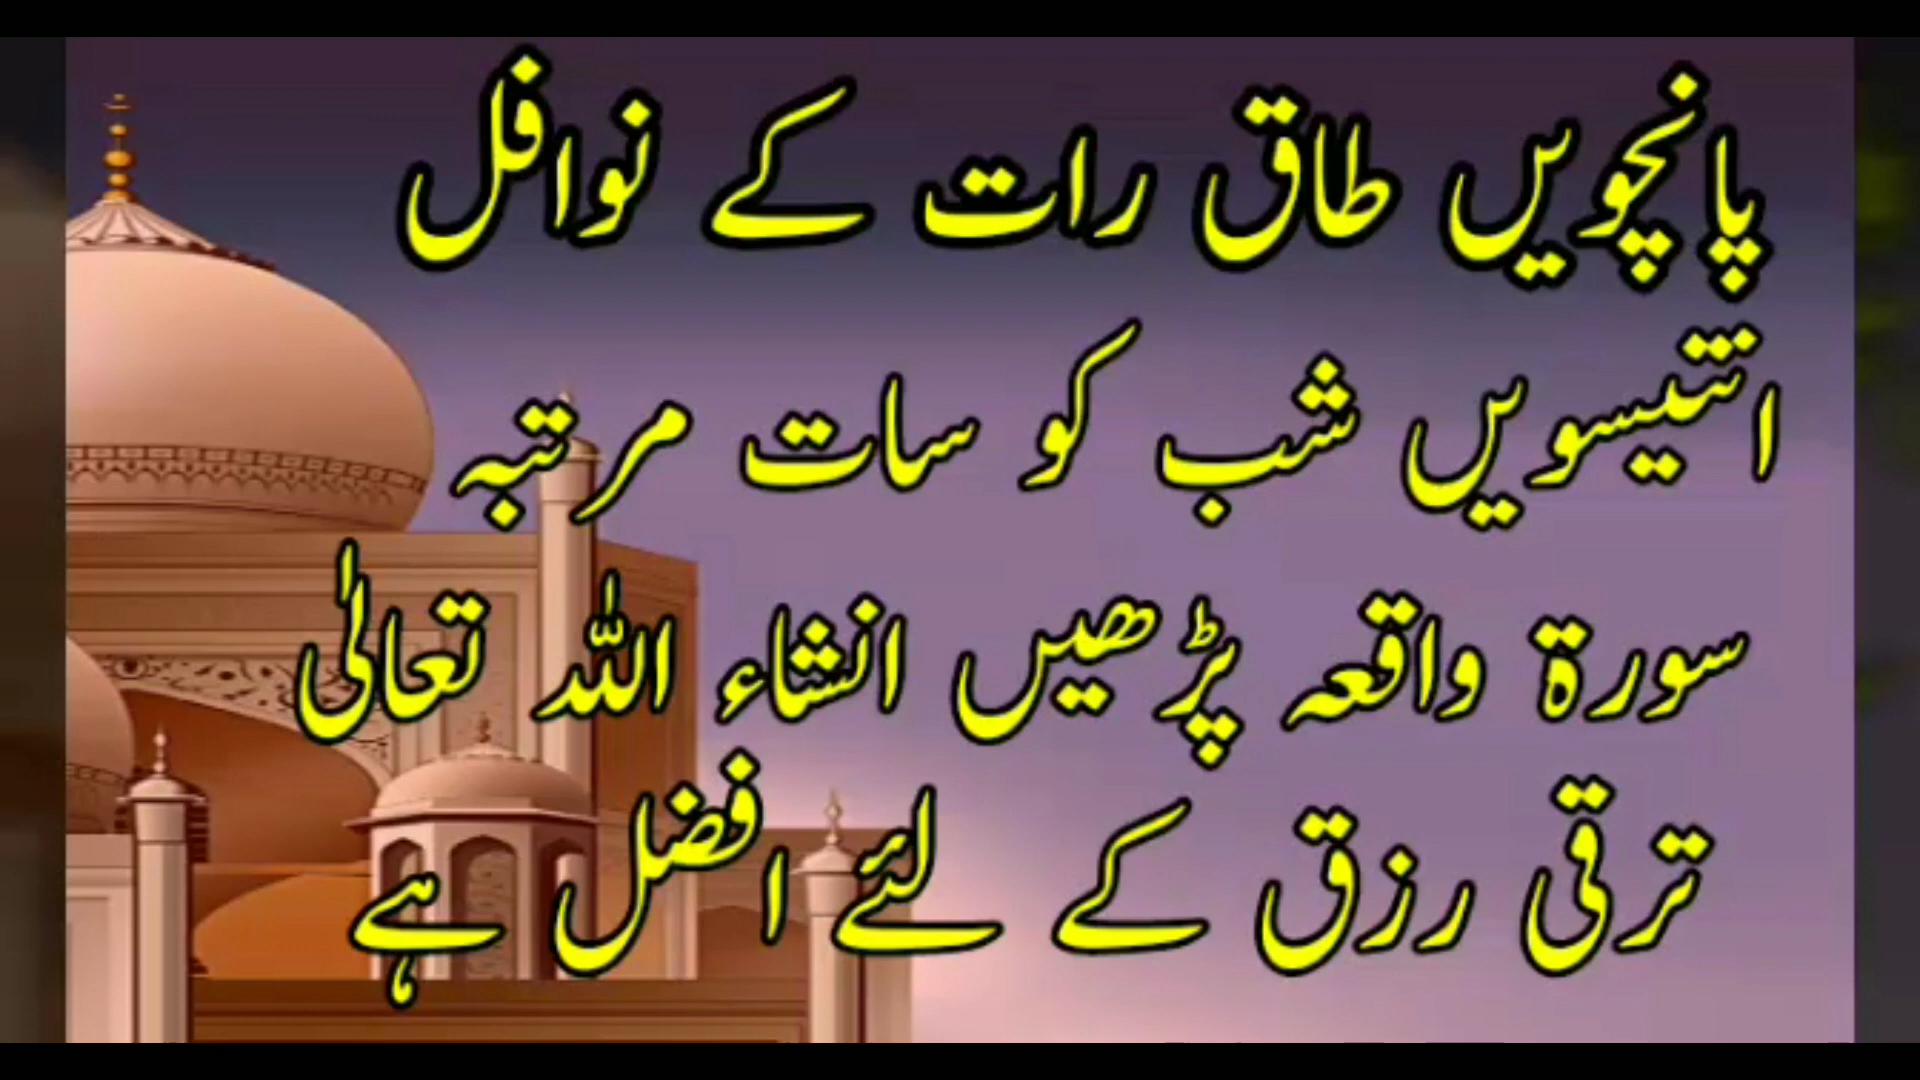 پانچویں طاق رات کے نوافل
انتیسویں شب کو سات مرتبہ
سورۃ واقعہ پڑھیں انشاء اللہ تعالٰی
ترقی رزق کے لئے افضل ہے